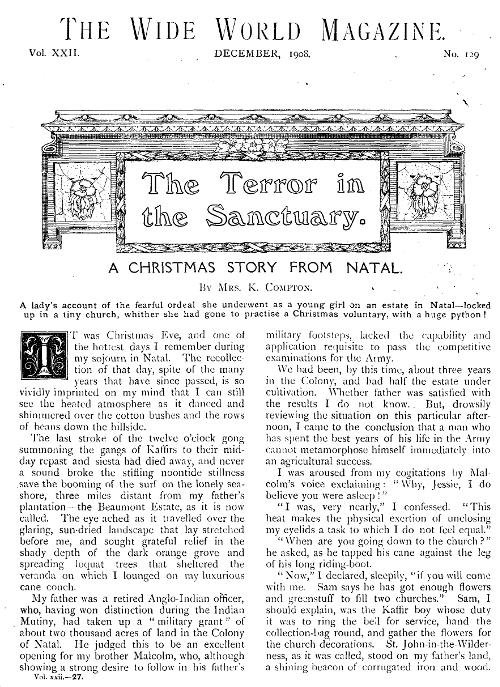 THE WIDE WORLD MAGAZINE.
Vol. XXII.
DECEMBER, 1908.
No. 129
The Terror in
the Sanctuary.
A CHRISTMAS STORY FROM NATAL.
BY MRS. K. COMPTON.
A lady's account of the fearful ordeal she underwent as a young girl on an estate in Natal—locked
up in a tiny church, whither she had gone to practise a Christmas voluntary, with a huge python!
IT was Christmas Eve, and one of
the hottest days I remember during
my sojourn in Natal. The recollec-
tion of that day, spite of the many
years that have since passed, is so
vividly imprinted on my mind that I can still
see the heated atmosphere as it danced and
shimmered over the cotton bushes and the rows
of beans down the hillside.
The last stroke of the twelve o'clock gong
summoning the gangs of Kaffirs to their mid-
day repast and siesta had died away, and never
a sound broke the stifling noontide stillness
save the booming of the surf on the lonely sea-
shore, three miles distant from my father's
plantation—the Beaumont Estate, as it is now
called. The eye ached as it travelled over the
glaring, sun-dried landscape that lay stretched
before me, and sought grateful relief in the
shady depth of the dark orange grove and
spreading loquat trees that sheltered the
veranda on which I lounged on my luxurious
cane couch.
My father was a retired Anglo-Indian officer,
who, having won distinction during the Indian
Mutiny, had taken up a "military grant" of
about two thousand acres of land in the Colony
of Natal. He judged this to be an excellent
opening for my brother Malcolm, who, although
showing a strong desire to follow in his father's
Vol. xxii.—27.
military footsteps, lacked the capability and
application requisite to pass the competitive
examinations for the Army.
We had been, by this time, about three years
in the Colony, and had half the estate under
cultivation. Whether father was satisfied with
the results I do not know. But, drowsily
reviewing the situation on this particular after-
noon, I came to the conclusion that a man who
has spent the best years of his life in the Army
cannot metamorphose himself immediately into
an agricultural success.
I was aroused from my cogitations by Mal-
colm's voice exclaiming: "Why, Jessie, I do
believe you were asleep!"
"I was, very nearly," I confessed. "This
heat makes the physical exertion of unclosing
my eyelids a task to which I do not feel equal."
"When are you going down to the church?"
he asked, as he tapped his cane against the leg
of his long riding-boot.
"Now," I declared, sleepily, "if you will come
with me. Sam says he has got enough flowers
and greenstuff to fill two churches." Sam, I
should explain, was the Kaffir boy whose duty
it was to ring the bell for service, hand the
collection-bag round, and gather the flowers for
the church decorations. St. John-in-the-Wilder-
ness, as it was called, stood on my father's land,
a shining beacon of corrugated iron and wood.